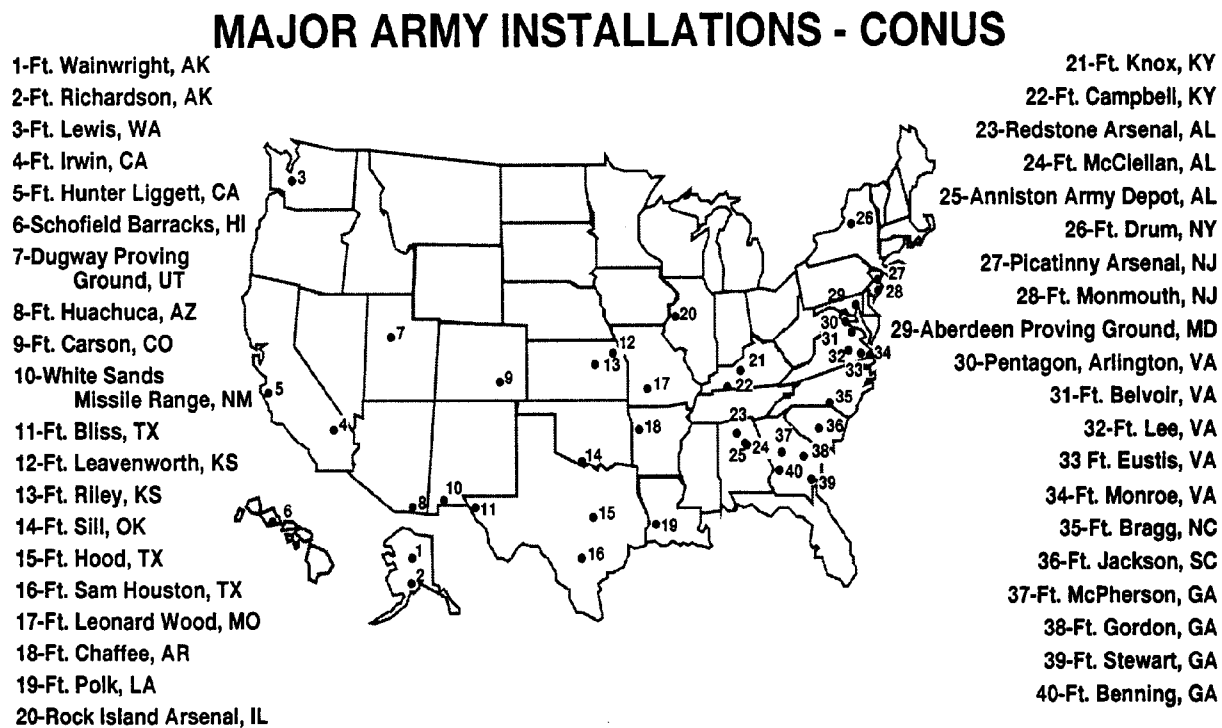 MAJOR ARMY INSTALLATIONS - CONUS
1-Ft. Wainwright, AK
2-Ft. Richardson, AK
3-Ft. Lewis, WA
4-Ft. Irwin, CA
5-Ft. Hunter Liggett, CA
6-Schofield Barracks, HI
7-Dugway Proving
Ground, UT
8-Ft. Huachuca, AZ
9-Ft. Carson, CO
10-White Sands
Missile Range, NM
11-Ft. Bliss, TX
12-Ft. Leavenworth, KS
13-Ft. Riley, KS
14-Ft. Sill, OK
15-Ft. Hood, TX
16-Ft. Sam Houston, TX
17-Ft. Leonard Wood, MO
18-Ft. Chaffee, AR
19-Ft. Polk, LA
20-Rock Island Arsenal, IL
3
26
27
28
29
30
31
32
33
34
20
7
12
13
21
22
9
17
5
4
35
23
36
18
37
24
25
38
14
40
39
10
8
11
15
19
6
16
1
2
21-Ft. Knox, KY
22-Ft. Campbell, KY
23-Redstone Arsenal, AL
24-Ft. McClellan, AL
25-Anniston Army Depot, AL
26-Ft. Drum, NY
27-Picatinny Arsenal, NJ
28-Ft. Monmouth, NJ
29-Aberdeen Proving Ground, MD
30-Pentagon, Arlington, VA
31-Ft. Belvoir, VA
32-Ft. Lee, VA
33 Ft. Eustis, VA
34-Ft. Monroe, VA
35-Ft. Bragg, NC
36-Ft. Jackson, SC
37-Ft. McPherson, GA
38-Ft. Gordon, GA
39-Ft. Stewart, GA
40-Ft. Benning, GA